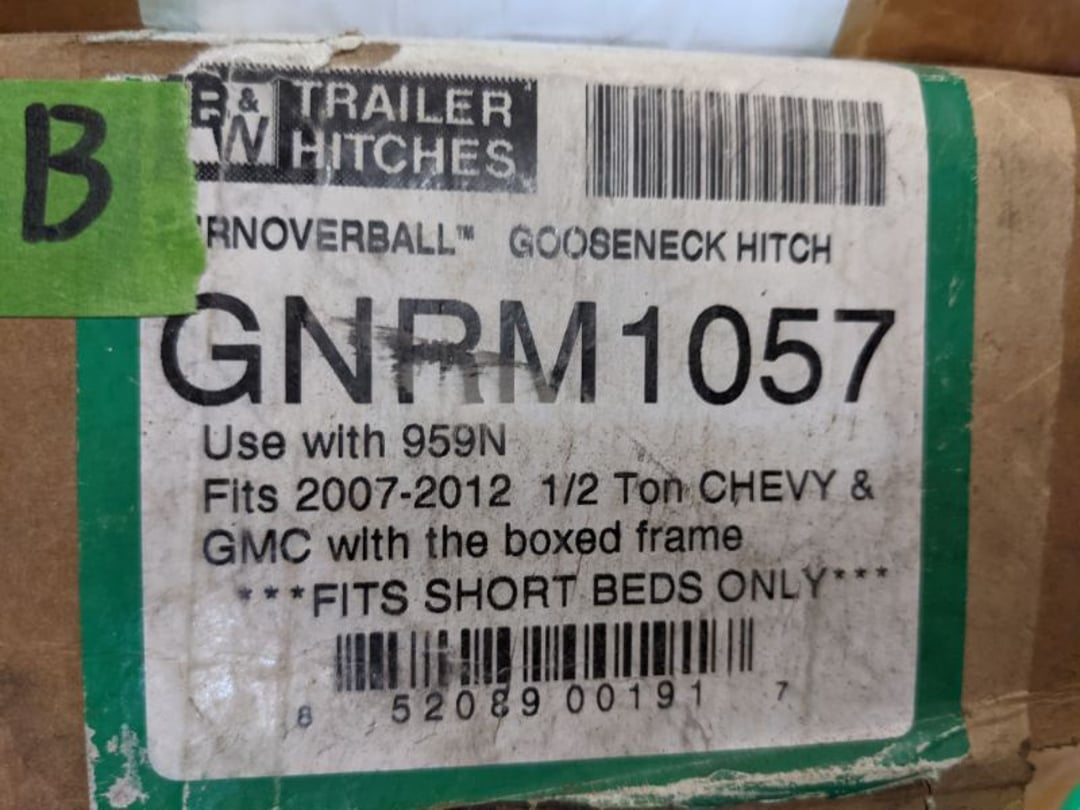 B
B&W TRAILER HITCHES
RNOVERBALL™ GOOSENECK HITCH
GNRM1057
Use with 959N
Fits 2007-2012 1/2 Ton CHEVY &
GMC with the boxed frame
***FITS SHORT BEDS ONLY***
8 52089 00191 7